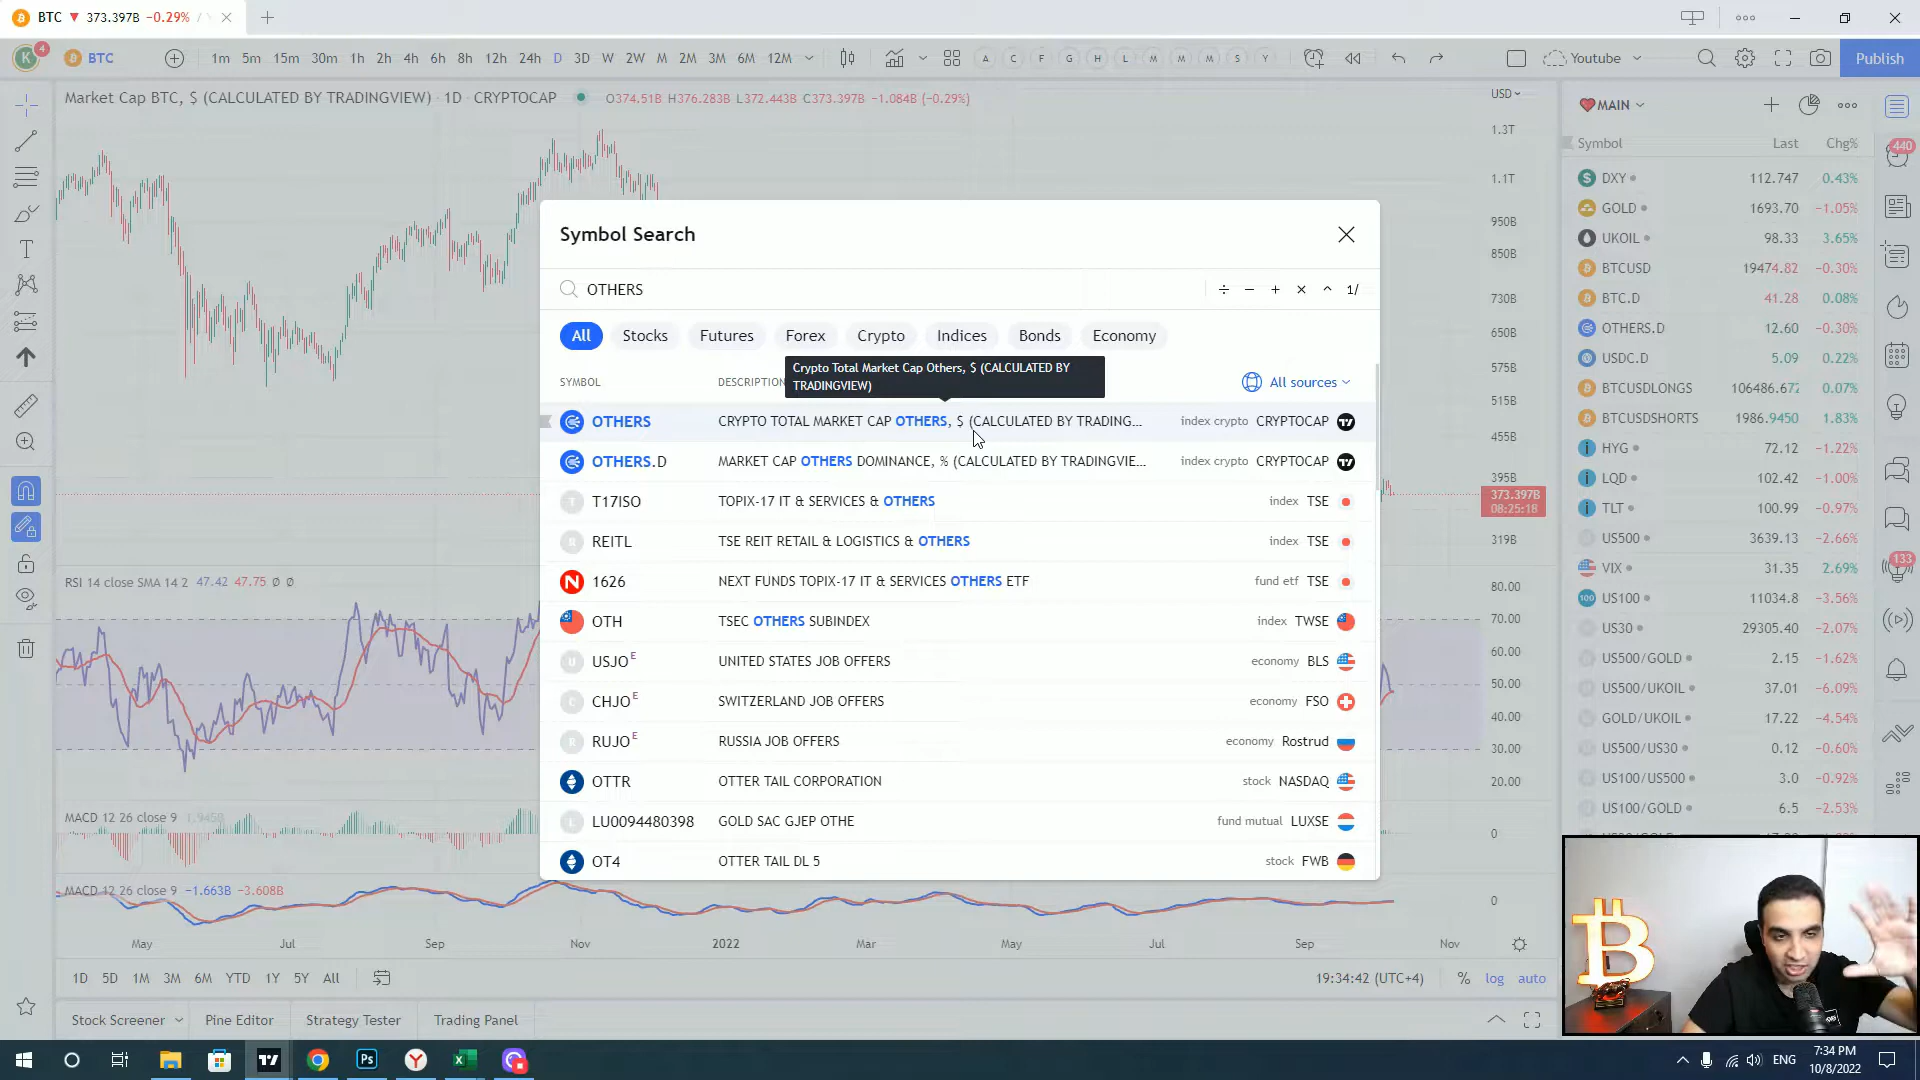 BTC ▼ 373.397B −0.29% /
K 4 BTC 1m 5m 15m 30m 1h 2h 4h 6h 8h 12h 24h D 3D W 2W M 2M 3M 6M 12M A C F G H L M M M S Y Youtube Publish
Market Cap BTC, $ (CALCULATED BY TRADINGVIEW) · 1D · CRYPTOCAP O374.51B H376.283B L372.443B C373.397B −1.084B (−0.29%)
USD
1.3T
1.1T
950B
850B
730B
650B
575B
515B
455B
395B
373.397B
08:25:18
319B
MAIN
Symbol Last Chg%
DXY 112.747 0.43%
GOLD 1693.70 −1.05%
UKOIL 98.33 3.65%
BTCUSD 19474.82 −0.30%
BTC.D 41.28 0.08%
OTHERS.D 12.60 −0.30%
USDC.D 5.09 0.22%
BTCUSDLONGS 106486.672 0.07%
BTCUSDSHORTS 1986.9450 1.83%
HYG 72.12 −1.22%
LQD 102.42 −1.00%
TLT 100.99 −0.97%
US500 3639.13 −2.66%
VIX 31.35 2.69%
US100 11034.8 −3.56%
US30 29305.40 −2.07%
US500/GOLD 2.15 −1.62%
US500/UKOIL 37.01 −6.09%
GOLD/UKOIL 17.22 −4.54%
US500/US30 0.12 −0.60%
US100/US500 3.0 −0.92%
US100/GOLD 6.5 −2.53%
440
133
Symbol Search
OTHERS ÷ − + × ^ 1/
All Stocks Futures Forex Crypto Indices Bonds Economy
Crypto Total Market Cap Others, $ (CALCULATED BY
TRADINGVIEW)
SYMBOL DESCRIPTION All sources
OTHERS CRYPTO TOTAL MARKET CAP OTHERS, $ (CALCULATED BY TRADING... index crypto CRYPTOCAP
OTHERS.D MARKET CAP OTHERS DOMINANCE, % (CALCULATED BY TRADINGVIE... index crypto CRYPTOCAP
T T17ISO TOPIX-17 IT & SERVICES & OTHERS index TSE
R REITL TSE REIT RETAIL & LOGISTICS & OTHERS index TSE
N 1626 NEXT FUNDS TOPIX-17 IT & SERVICES OTHERS ETF fund etf TSE
OTH TSEC OTHERS SUBINDEX index TWSE
U USJO E UNITED STATES JOB OFFERS economy BLS
C CHJO E SWITZERLAND JOB OFFERS economy FSO
R RUJO E RUSSIA JOB OFFERS economy Rostrud
OTTR OTTER TAIL CORPORATION stock NASDAQ
L LU0094480398 GOLD SAC GJEP OTHE fund mutual LUXSE
OT4 OTTER TAIL DL 5 stock FWB
RSI 14 close SMA 14 2 47.42 47.75 Ø Ø
80.00
70.00
60.00
50.00
40.00
30.00
20.00
MACD 12 26 close 9 1.945B
0
MACD 12 26 close 9 −1.663B −3.608B
0
May Jul Sep Nov 2022 Mar May Jul Sep Nov
1D 5D 1M 3M 6M YTD 1Y 5Y All 19:34:42 (UTC+4) % log auto
Stock Screener Pine Editor Strategy Tester Trading Panel
Ps Y ENG 7:34 PM
10/8/2022